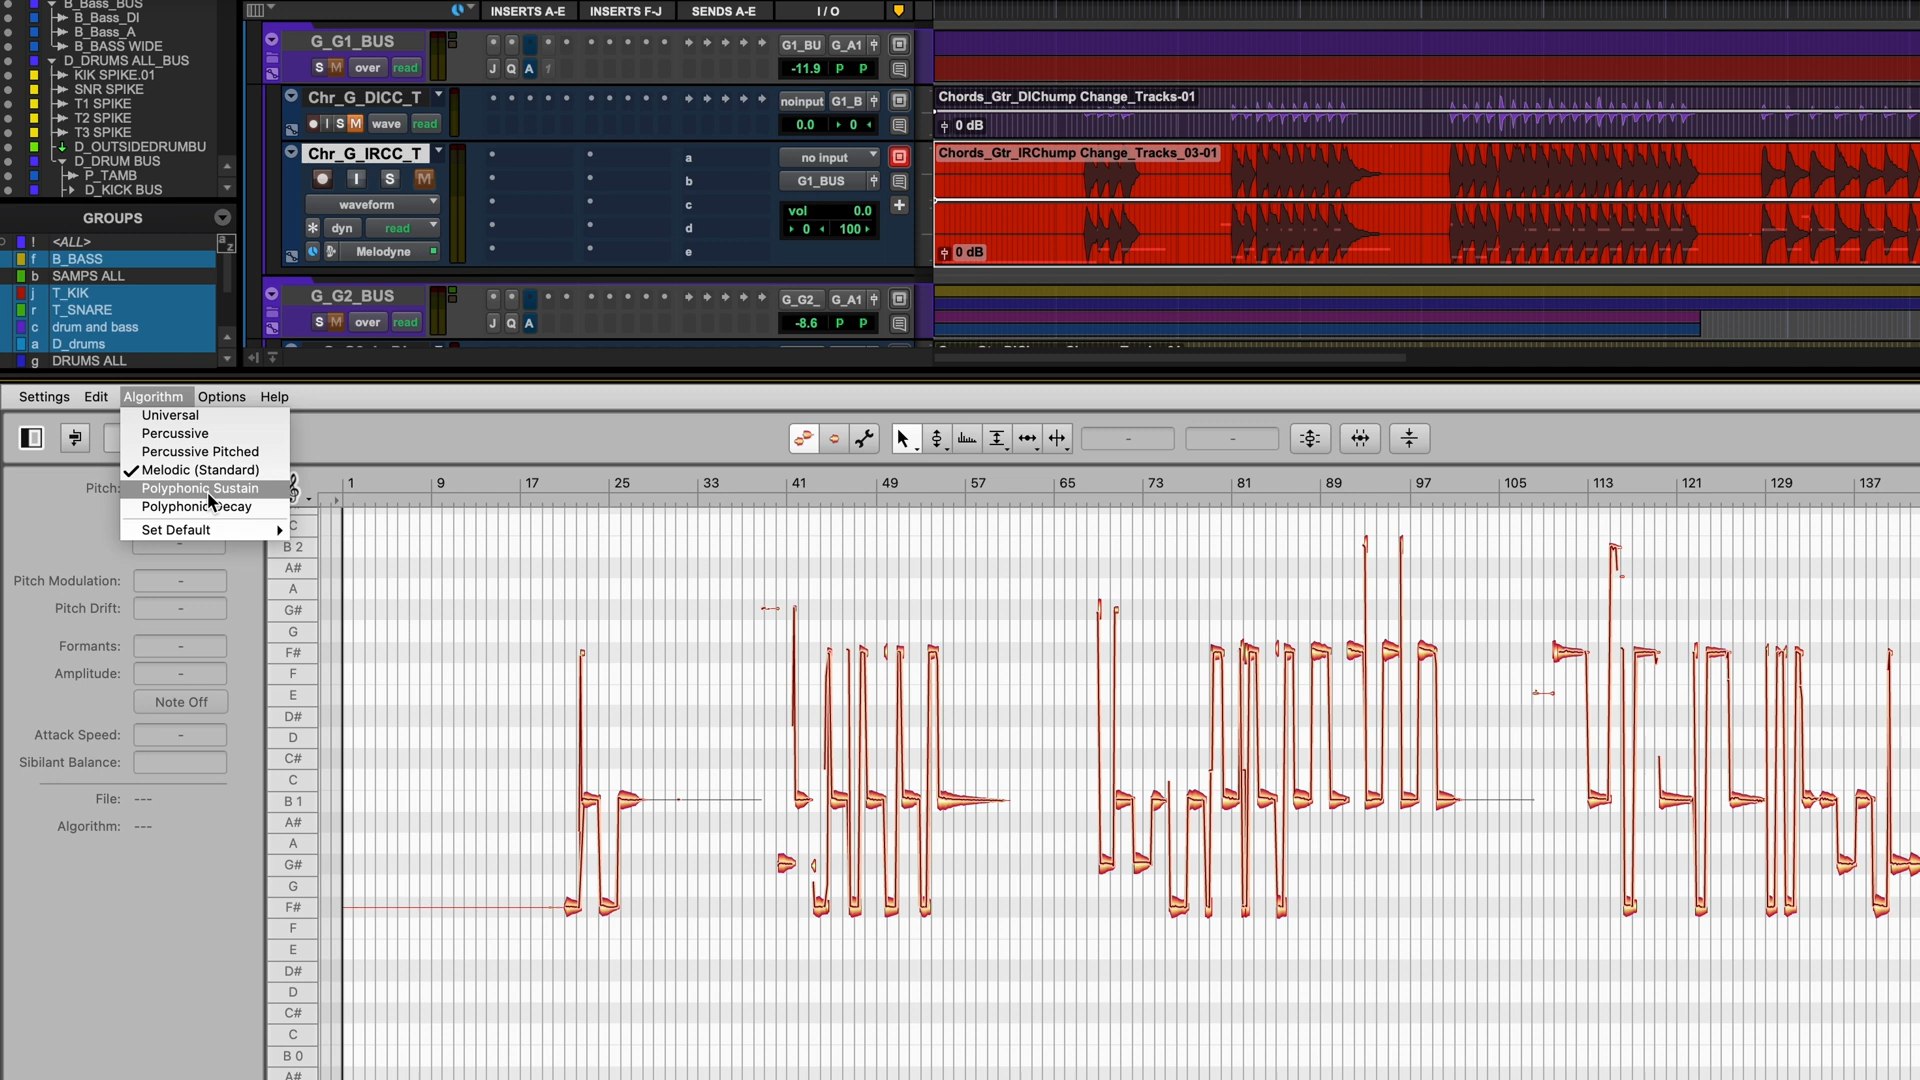 B_Bass_BUS
B_Bass_DI
B_Bass_A
B_BASS WIDE
D_DRUMS ALL_BUS
KIK SPIKE.01
SNR SPIKE
T1 SPIKE
T2 SPIKE
T3 SPIKE
D_OUTSIDEDRUMBU
D_DRUM BUS
P_TAMB
D_KICK BUS
GROUPS
! <ALL>
f B_BASS
b SAMPS ALL
j T_KIK
r T_SNARE
c drum and bass
a D_drums
g DRUMS ALL
a z
INSERTS A-E INSERTS F-J SENDS A-E I / O
G_G1_BUS
S M over read
J Q A f
G1_BU G_A1
-11.9 P P
Chr_G_DICC_T
I S M wave read
noinput G1_B
0.0 0
Chr_G_IRCC_T
I S M
waveform
dyn read
Melodyne
a
b
c
d
e
no input
G1_BUS
vol 0.0
0 100
G_G2_BUS
S M over read
J Q A
G_G2_ G_A1
-8.6 P P
Chords_Gtr_DIChump Change_Tracks-01
0 dB
Chords_Gtr_IRChump Change_Tracks_03-01
0 dB
Settings Edit Algorithm Options Help
Universal
Percussive
Percussive Pitched
Melodic (Standard)
Polyphonic Sustain
Polyphonic Decay
Set Default
- -
Pitch:
-
Pitch Modulation: -
Pitch Drift: -
Formants: -
Amplitude: -
Note Off
Attack Speed: -
Sibilant Balance:
File: ---
Algorithm: ---
1 9 17 25 33 41 49 57 65 73 81 89 97 105 113 121 129 137
C
B 2
A#
A
G#
G
F#
F
E
D#
D
C#
C
B 1
A#
A
G#
G
F#
F
E
D#
D
C#
C
B 0
A#